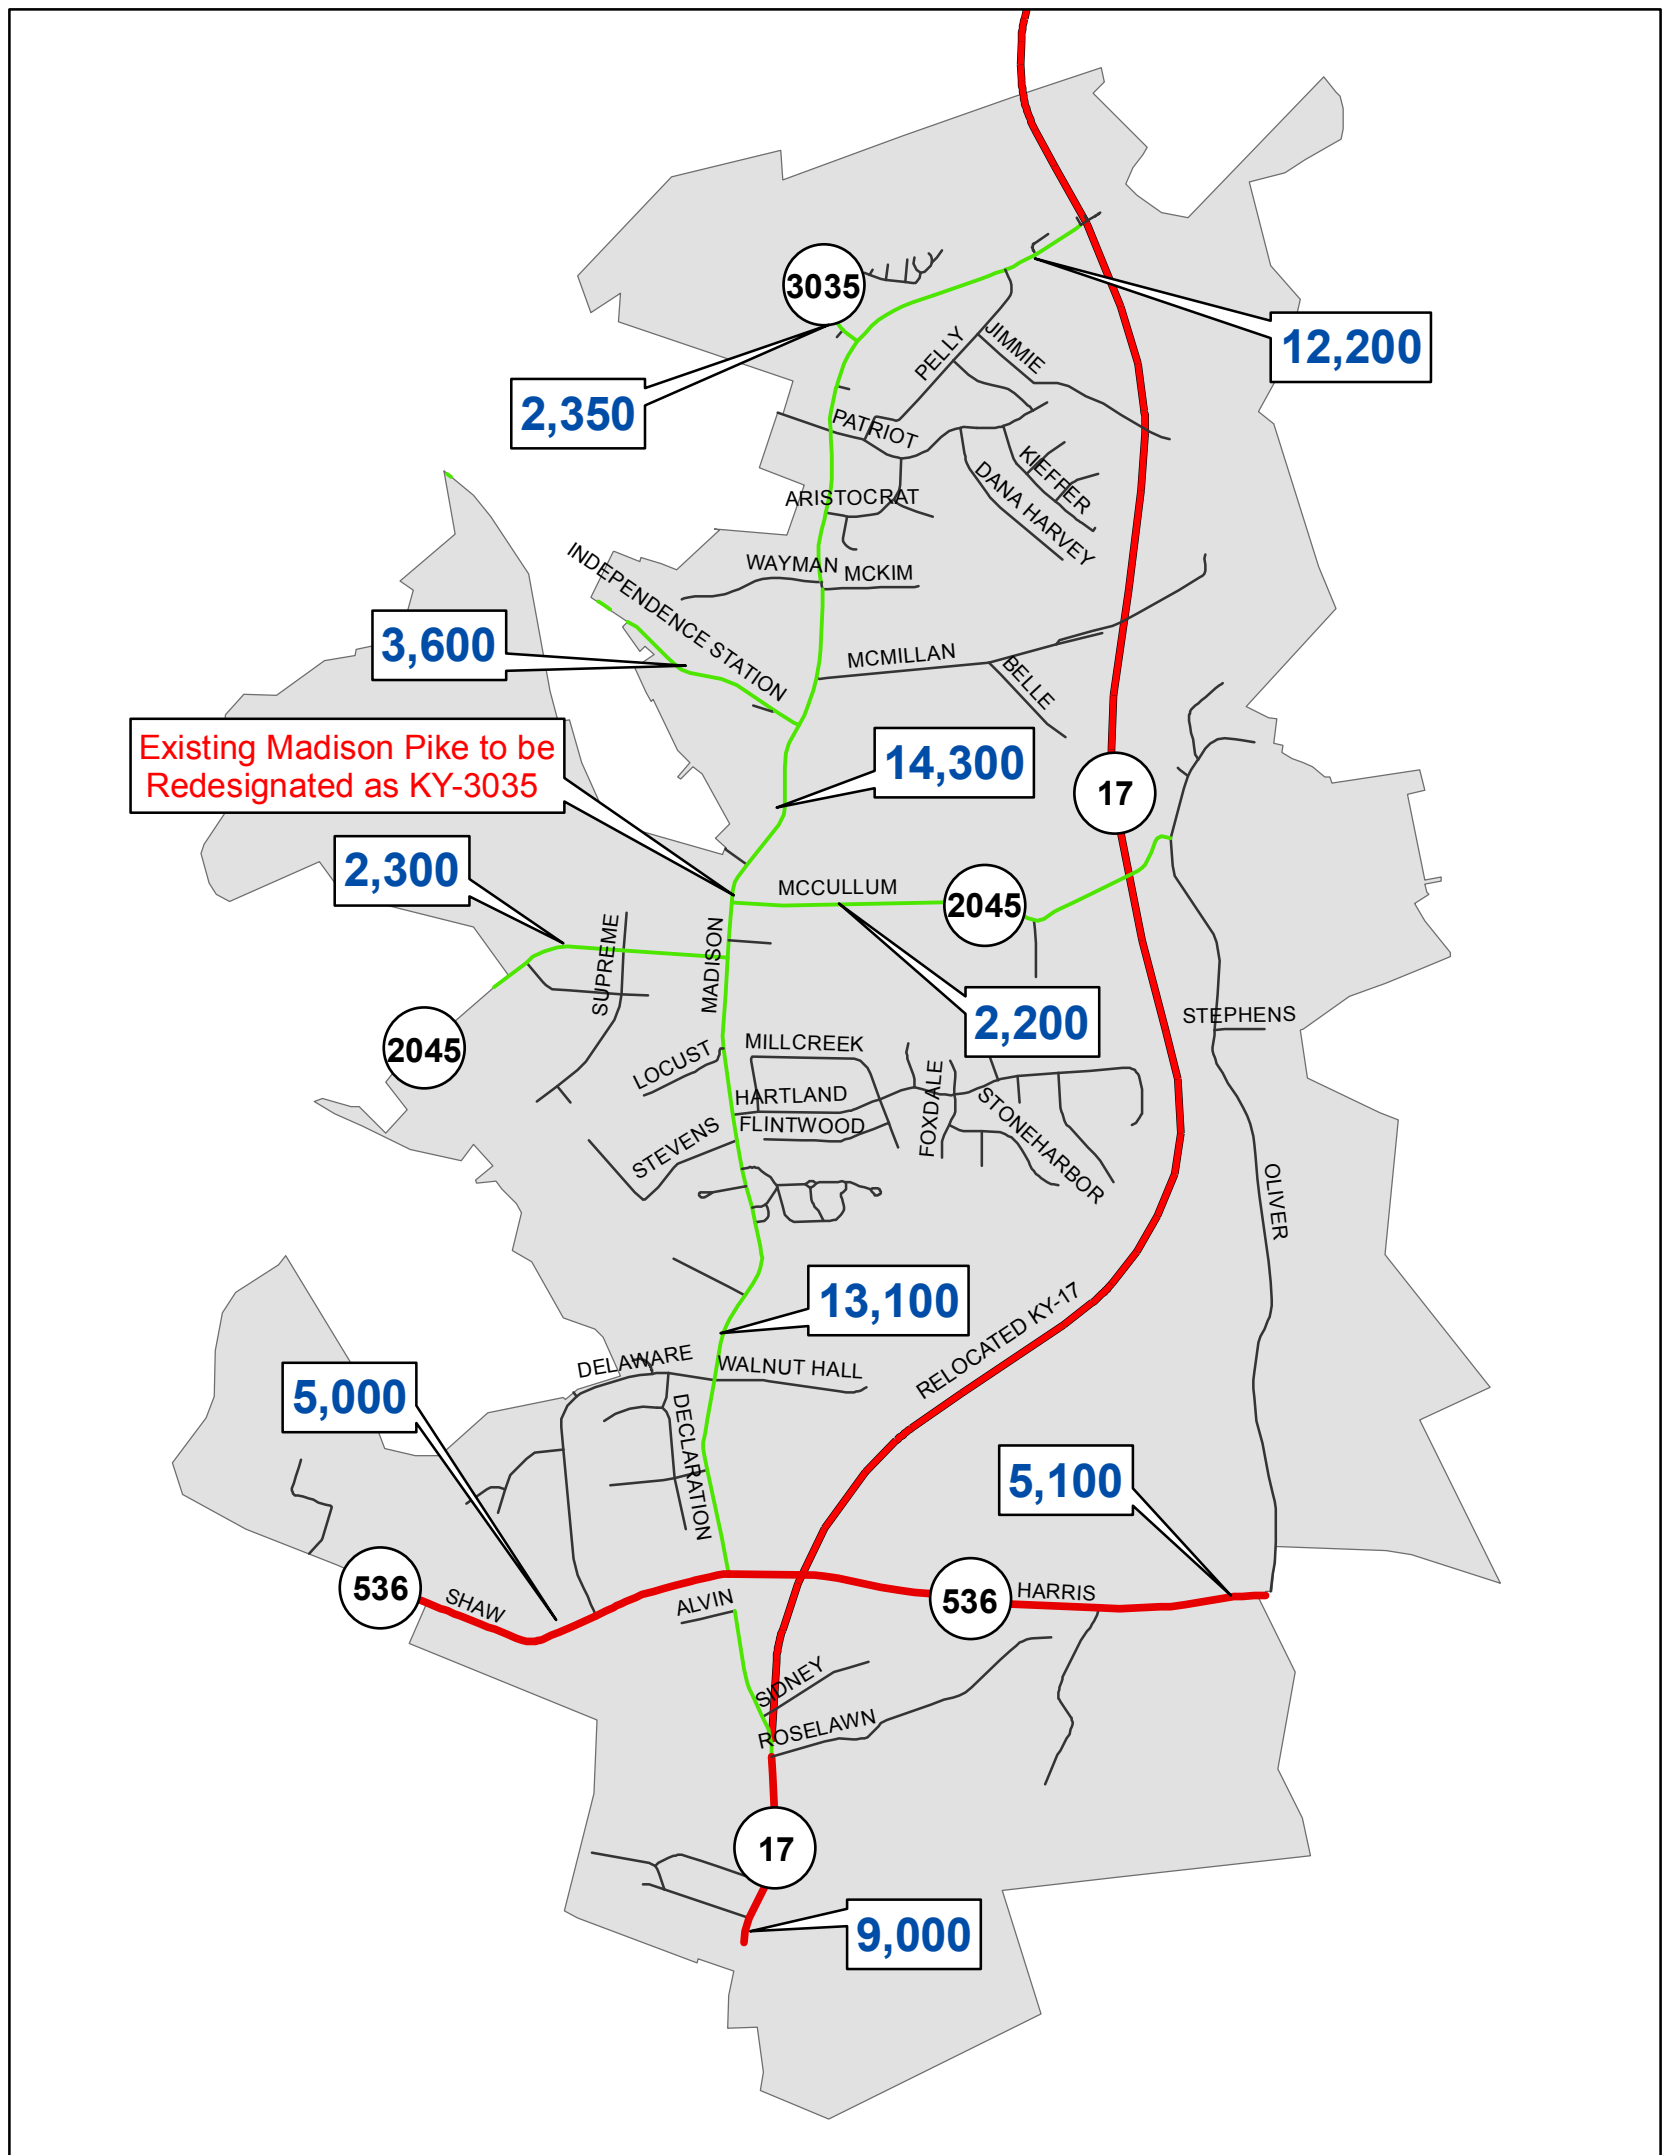 3035
12,200
PELLY
JIMMIE
2,350
PATRIOT
KIEFFER
DANA HARVEY
ARISTOCRAT
WAYMAN
MCKIM
INDEPENDENCE STATION
3,600
MCMILLAN
BELLE
Existing Madison Pike to be
Redesignated as KY-3035
14,300
17
2,300
MCCULLUM
2045
SUPREME
MADISON
2,200
STEPHENS
2045
LOCUST
MILLCREEK
HARTLAND
FLINTWOOD
FOXDALE
STONEHARBOR
STEVENS
OLIVER
13,100
RELOCATED KY-17
DELAWARE
WALNUT HALL
5,000
DECLARATION
5,100
536
SHAW
ALVIN
536
HARRIS
SIDNEY
ROSELAWN
17
9,000